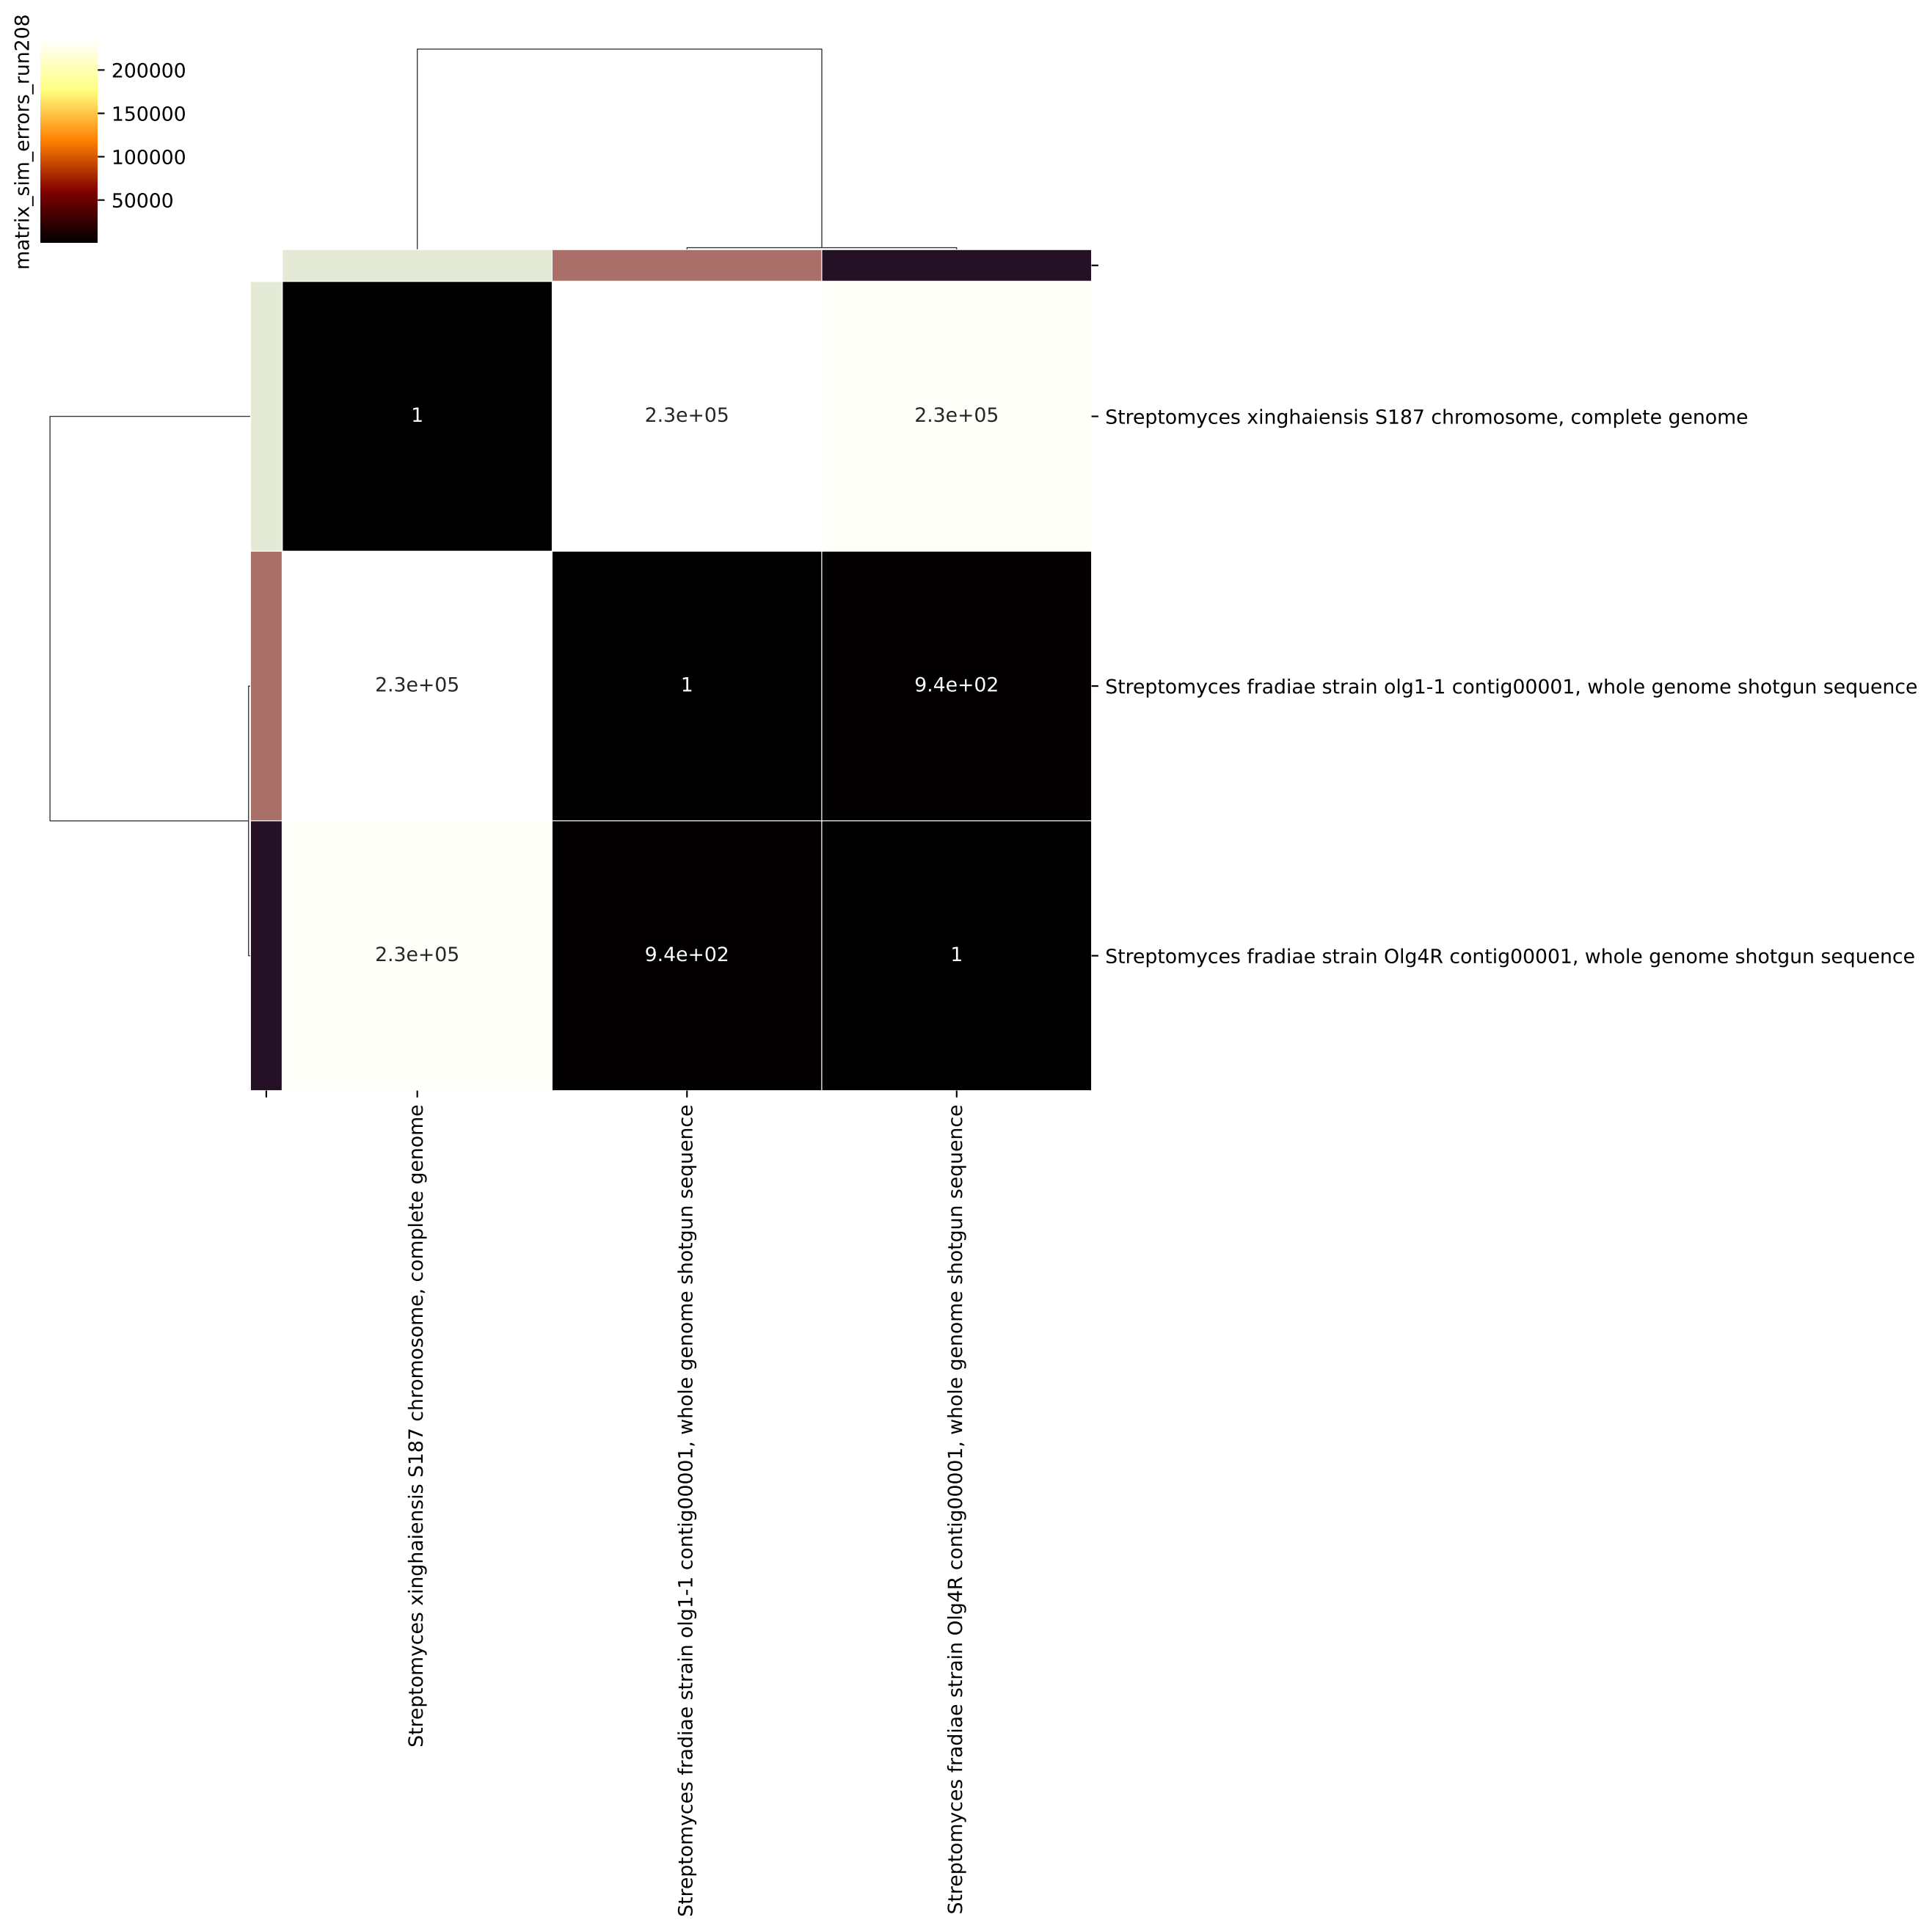 matrix_sim_errors_run208
200000
150000
100000
50000
1
2.3e+05
2.3e+05
Streptomyces xinghaiensis S187 chromosome, complete genome
2.3e+05
1
9.4e+02
Streptomyces fradiae strain olg1-1 contig00001, whole genome shotgun sequence
2.3e+05
9.4e+02
1
Streptomyces fradiae strain Olg4R contig00001, whole genome shotgun sequence
Streptomyces xinghaiensis S187 chromosome, complete genome
Streptomyces fradiae strain olg1-1 contig00001, whole genome shotgun sequence
Streptomyces fradiae strain Olg4R contig00001, whole genome shotgun sequence